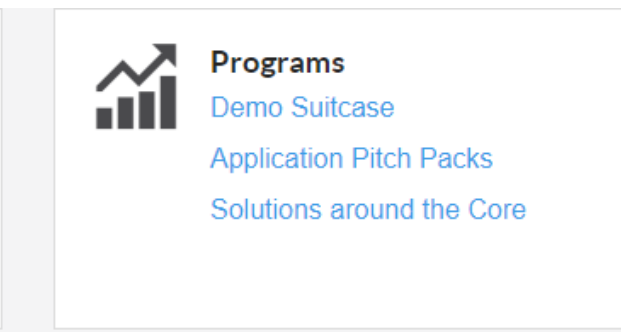 Programs
Demo Suitcase
Application Pitch Packs
Solutions around the Core